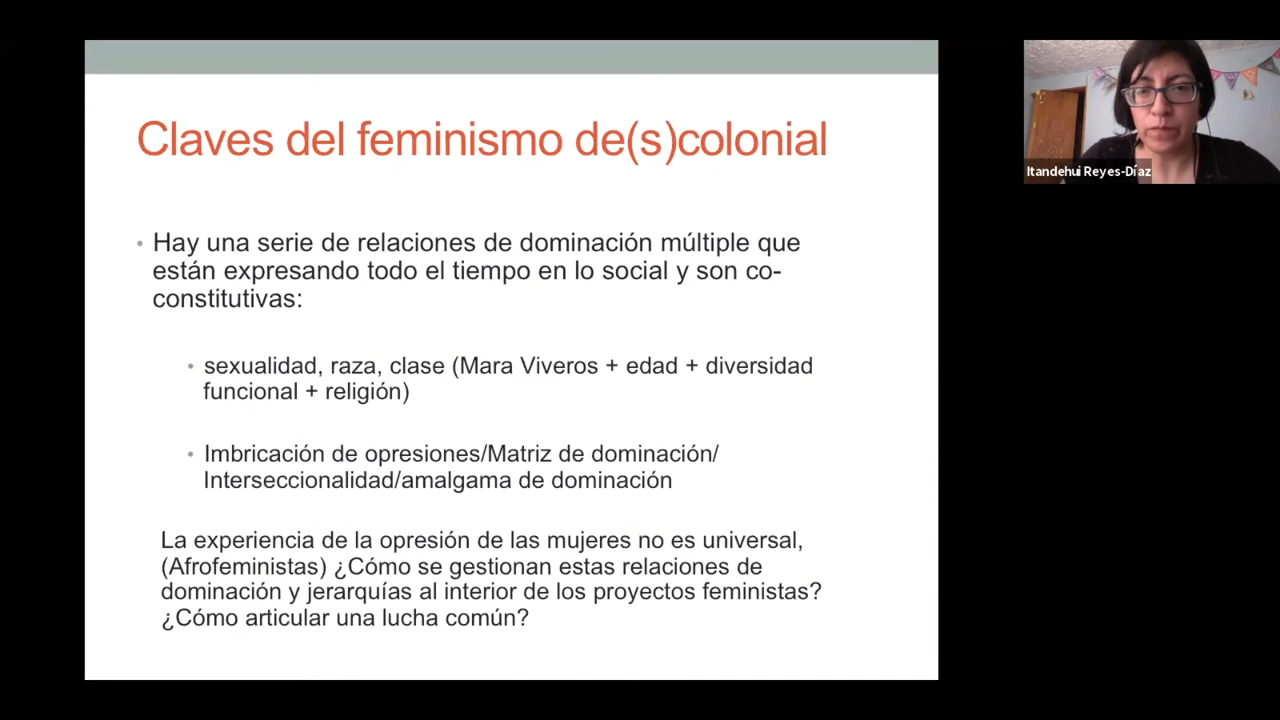 Claves del feminismo de(s)colonial
• Hay una serie de relaciones de dominación múltiple que
están expresando todo el tiempo en lo social y son co-
constitutivas:
• sexualidad, raza, clase (Mara Viveros + edad + diversidad
funcional + religión)
• Imbricación de opresiones/Matriz de dominación/
Interseccionalidad/amalgama de dominación
La experiencia de la opresión de las mujeres no es universal,
(Afrofeministas) ¿Cómo se gestionan estas relaciones de
dominación y jerarquías al interior de los proyectos feministas?
¿Cómo articular una lucha común?
Itandehui Reyes-Díaz